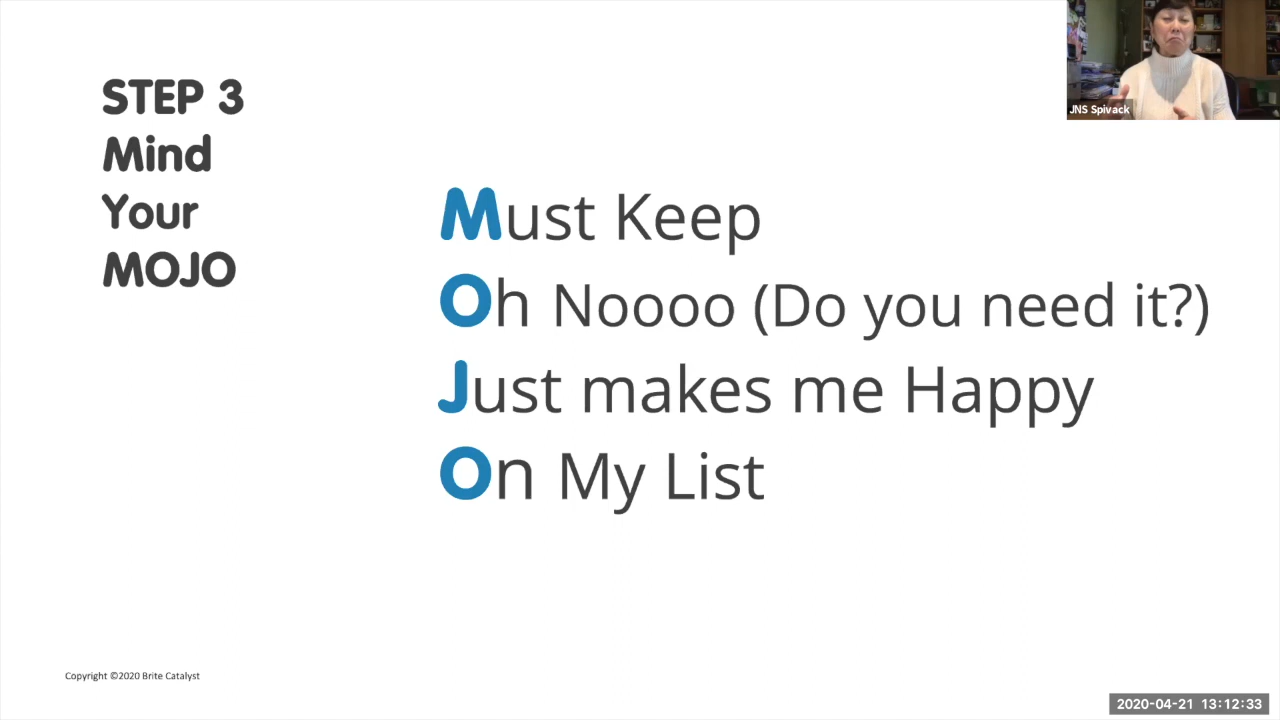 STEP 3
Mind
Your
MOJO
Must Keep
Oh Noooo (Do you need it?)
Just makes me Happy
On My List
JNS Spivack
Copyright ©2020 Brite Catalyst
2020-04-21 13:12:33